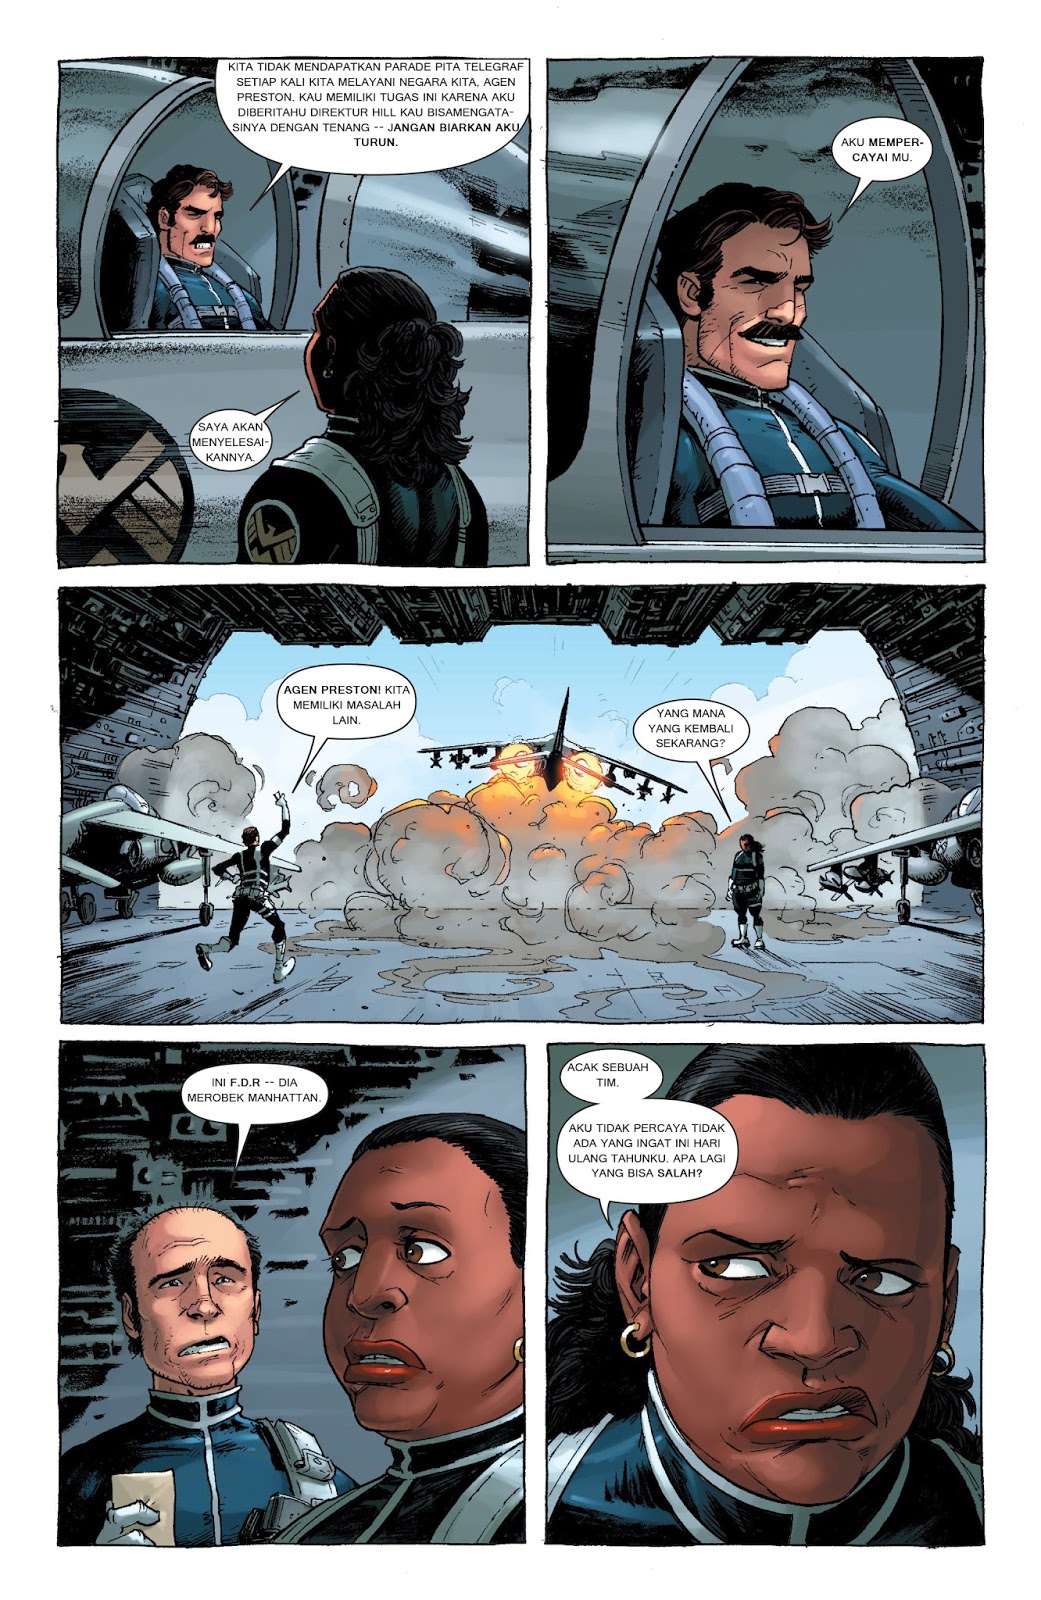 KITA TIDAK MENDAPATKAN PARADE PITA TELEGRAF
SETIAP KALI KITA MELAYANI NEGARA KITA, AGEN
PRESTON. KAU MEMILIKI TUGAS INI KARENA AKU
DIBERITAHU DIREKTUR HILL KAU BISAMENGATA-
SINYA DENGAN TENANG -- JANGAN BIARKAN AKU
TURUN.
SAYA AKAN
MENYELESAI-
KANNYA.
AKU MEMPER-
CAYAI MU.
AGEN PRESTON! KITA
MEMILIKI MASALAH
LAIN.
YANG MANA
YANG KEMBALI
SEKARANG?
INI F.D.R -- DIA
MEROBEK MANHATTAN.
ACAK SEBUAH
TIM.
AKU TIDAK PERCAYA TIDAK
ADA YANG INGAT INI HARI
ULANG TAHUNKU. APA LAGI
YANG BISA SALAH?